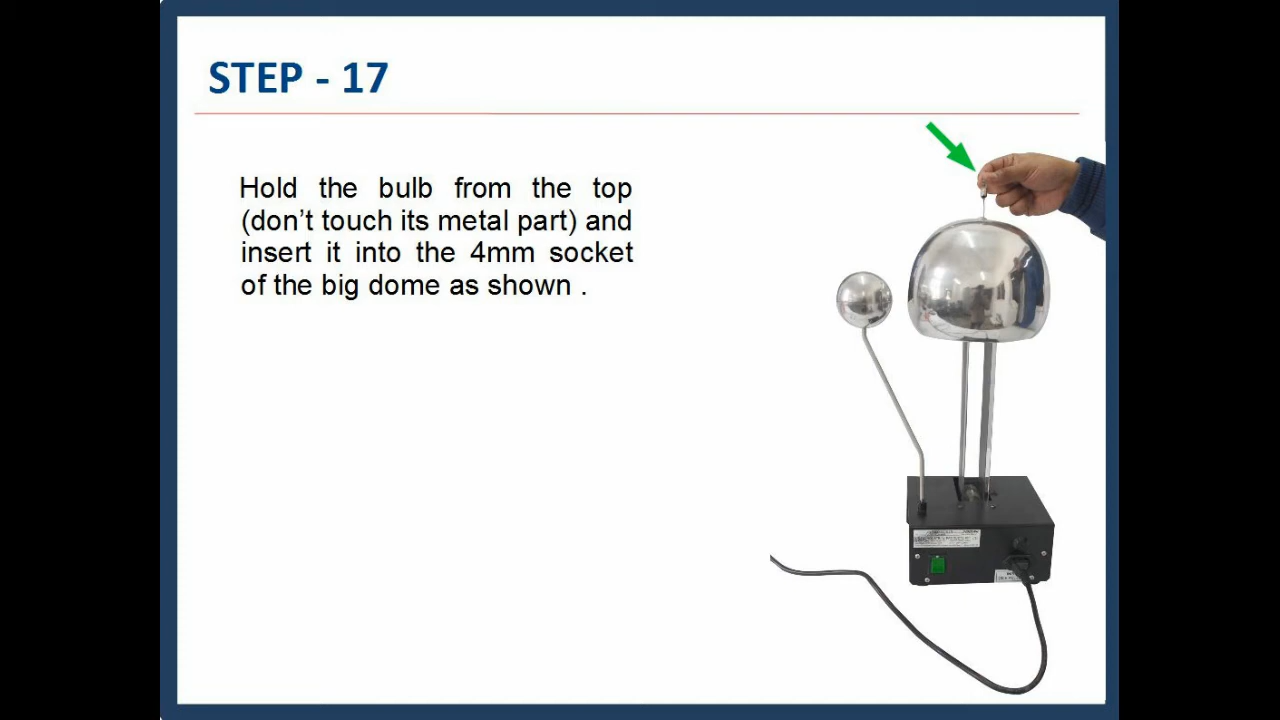 STEP - 17
Hold the bulb from the top
(don't touch its metal part) and
insert it into the 4mm socket
of the big dome as shown .